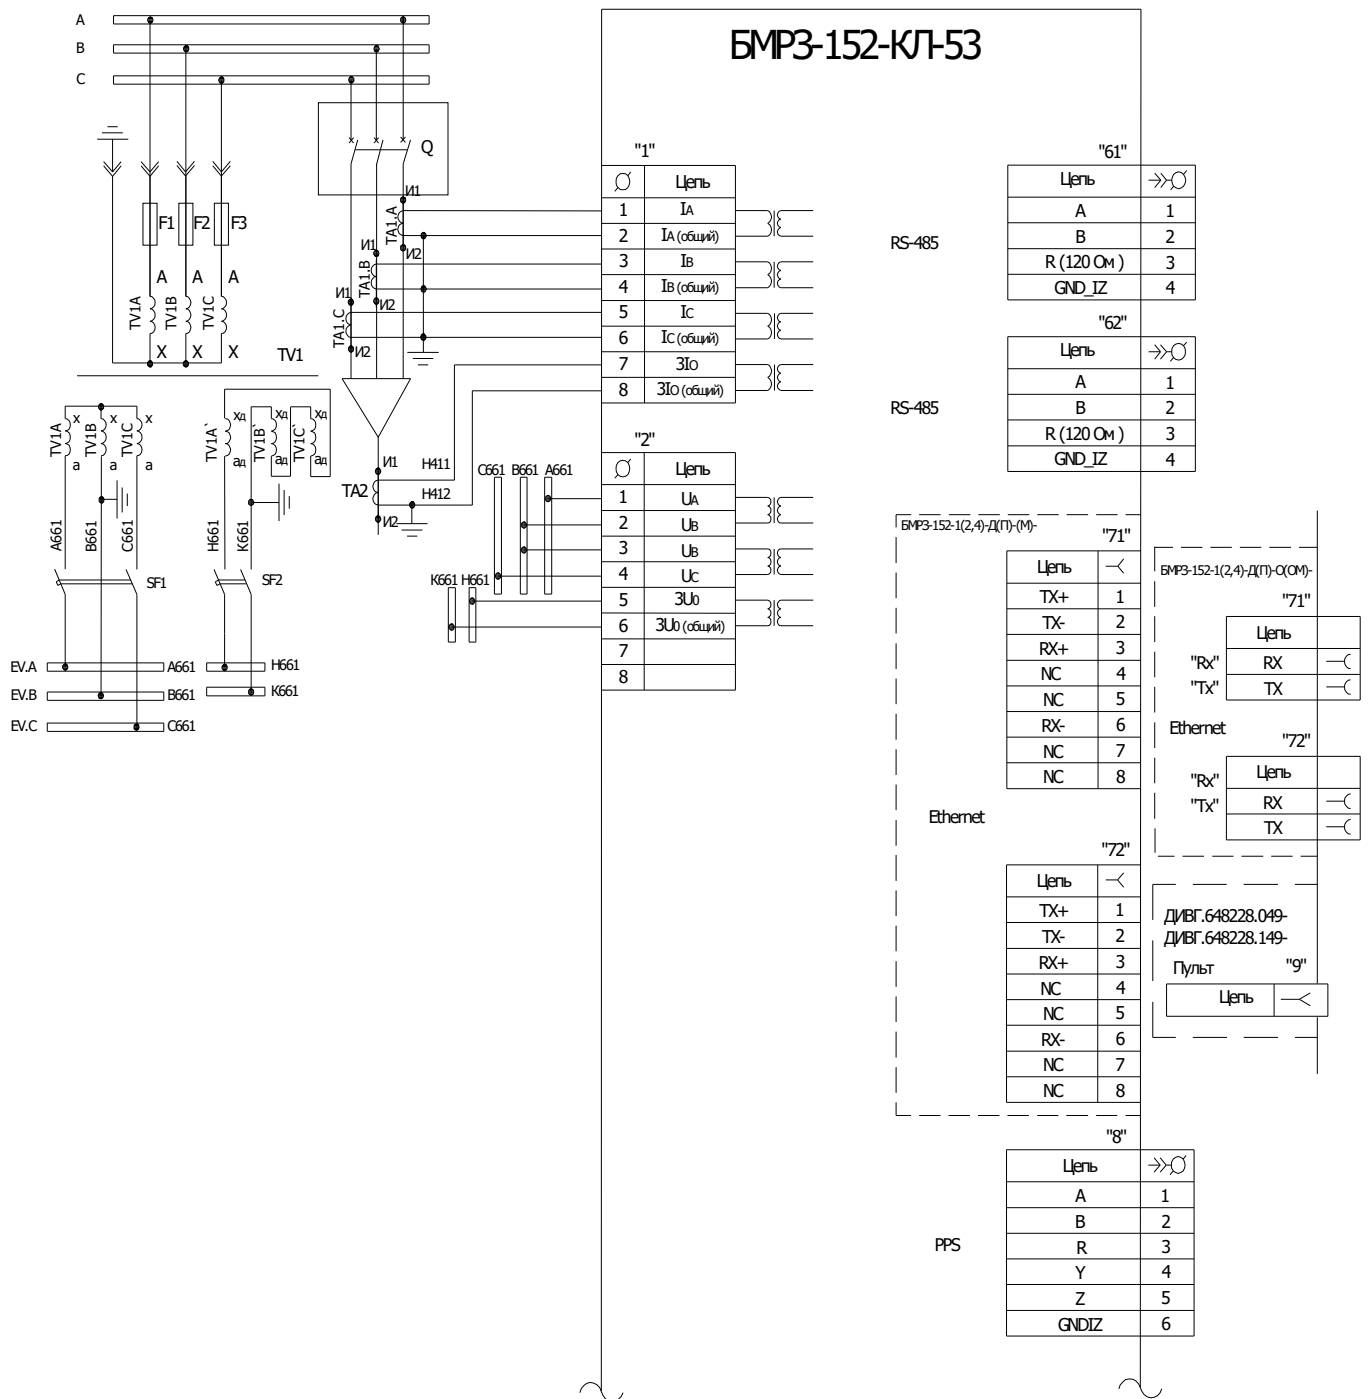 БМРЗ-152-КЛ-53
A
B
C
Q
F1
F2
F3
A
A
A
TV1A
TV1B
TV1C
X
X
X
TV1
И1
TA1.A
И2
И1
TA1.B
И2
И1
TA1.C
И2
TV1A
x
a
TV1B
x
a
TV1C
x
a
TV1A`
xд
aд
TV1B`
xд
aд
TV1C`
xд
aд
A661
B661
C661
H661
K661
SF1
SF2
EV.A
A661
EV.B
B661
EV.C
C661
H661
K661
И1
TA2
И2
H411
H412
C661
B661
A661
K661
H661
"1"
Цепь
1 IA
2 IA (общий)
3 IB
4 IB (общий)
5 IC
6 IC (общий)
7 3IO
8 3IO (общий)
"2"
Цепь
1 UA
2 UB
3 UB
4 UC
5 3U0
6 3U0 (общий)
7
8
RS-485
"61"
Цепь
A 1
B 2
R (120 Ом ) 3
GND_IZ 4
RS-485
"62"
Цепь
A 1
B 2
R (120 Ом ) 3
GND_IZ 4
БМРЗ-152-1(2,4)-Д(П)-(М)-
Ethernet
"71"
Цепь
TX+ 1
TX- 2
RX+ 3
NC 4
NC 5
RX- 6
NC 7
NC 8
"72"
Цепь
TX+ 1
TX- 2
RX+ 3
NC 4
NC 5
RX- 6
NC 7
NC 8
БМРЗ-152-1(2,4)-Д(П)-О(ОМ)-
"71"
Цепь
"Rx" RX
"Tx" TX
Ethernet
"72"
Цепь
"Rx" RX
"Tx" TX
ДИВГ.648228.049-
ДИВГ.648228.149-
Пульт "9"
Цепь
PPS
"8"
Цепь
A 1
B 2
R 3
Y 4
Z 5
GNDIZ 6